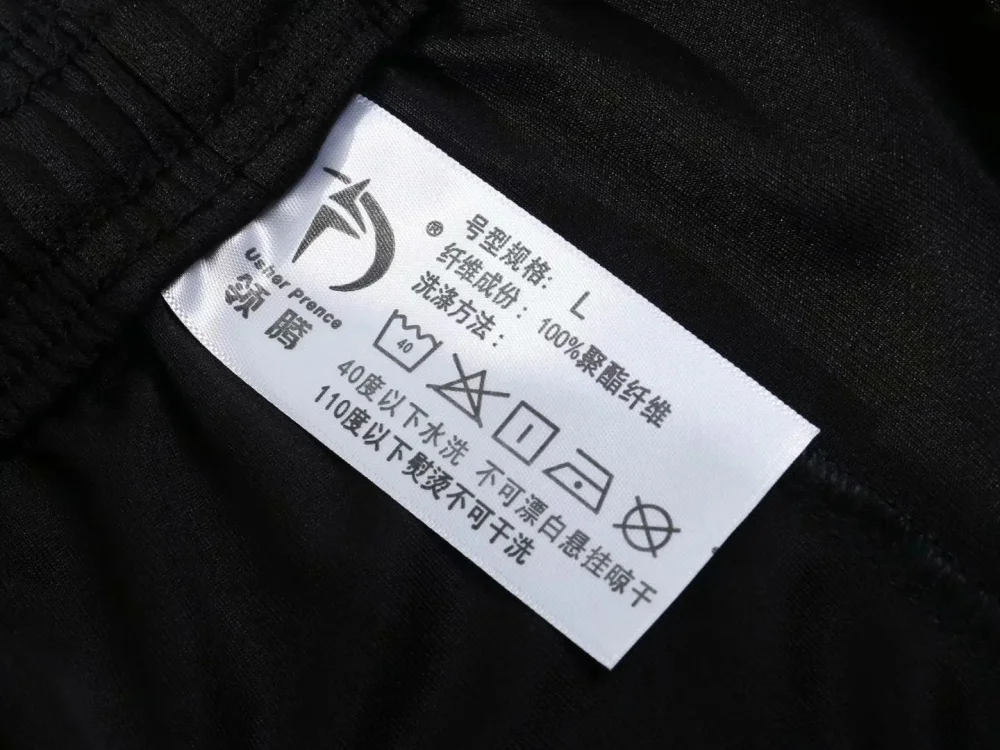 Usher Prence
领腾
®
号型规格: L
纤维成份: 100%聚酯纤维
洗涤方法:
40
40度以下水洗 不可漂白悬挂晾干
110度以下熨烫不可干洗